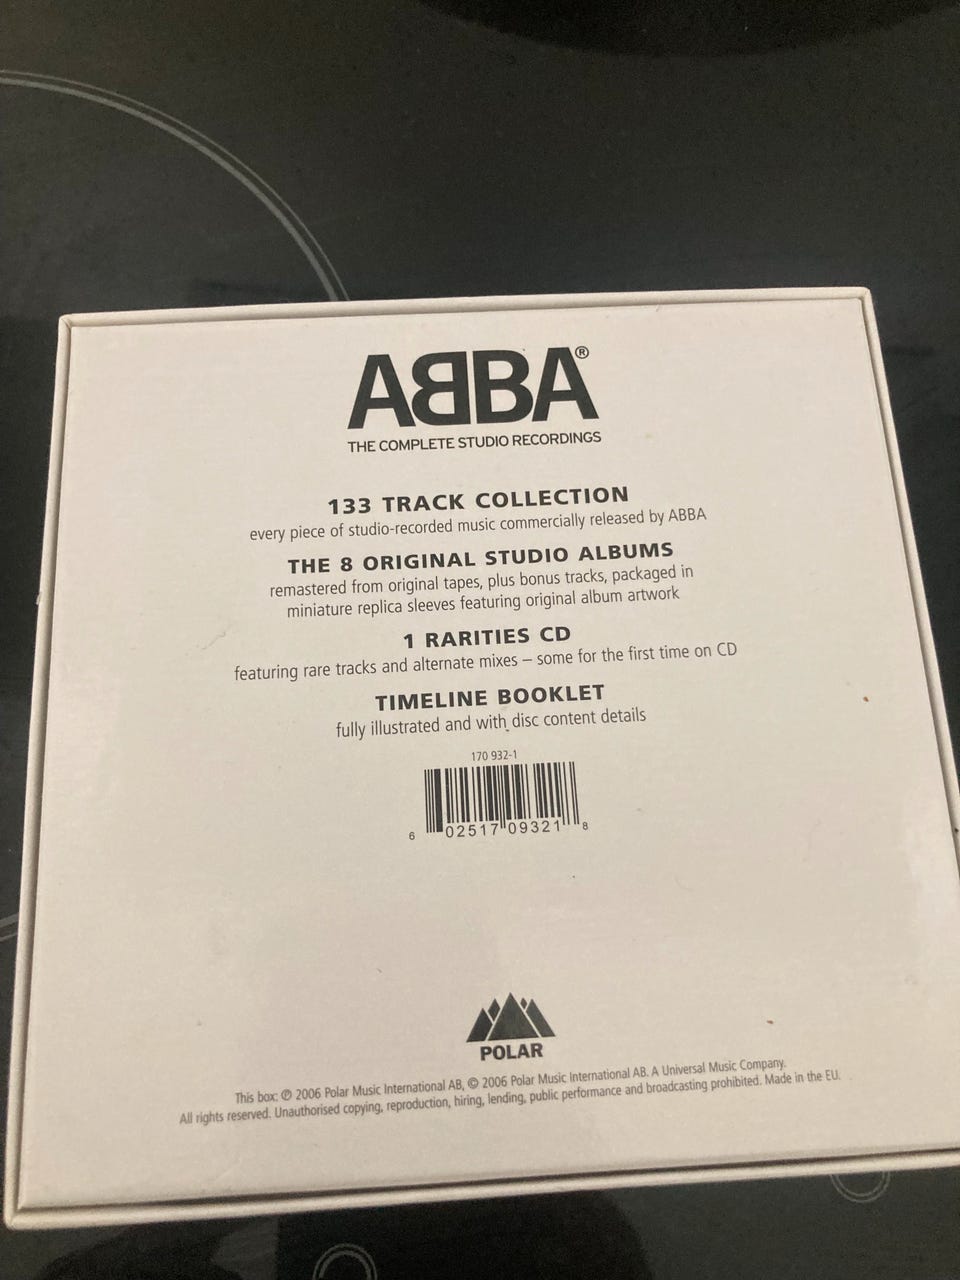 ABBA®
THE COMPLETE STUDIO RECORDINGS
133 TRACK COLLECTION
every piece of studio-recorded music commercially released by ABBA
THE 8 ORIGINAL STUDIO ALBUMS
remastered from original tapes, plus bonus tracks, packaged in
miniature replica sleeves featuring original album artwork
1 RARITIES CD
featuring rare tracks and alternate mixes – some for the first time on CD
TIMELINE BOOKLET
fully illustrated and with disc content details
170 932-1
6 02517 09321 8
POLAR
This box: ℗ 2006 Polar Music International AB, © 2006 Polar Music International AB. A Universal Music Company.
All rights reserved. Unauthorised copying, reproduction, hiring, lending, public performance and broadcasting prohibited. Made in the EU.